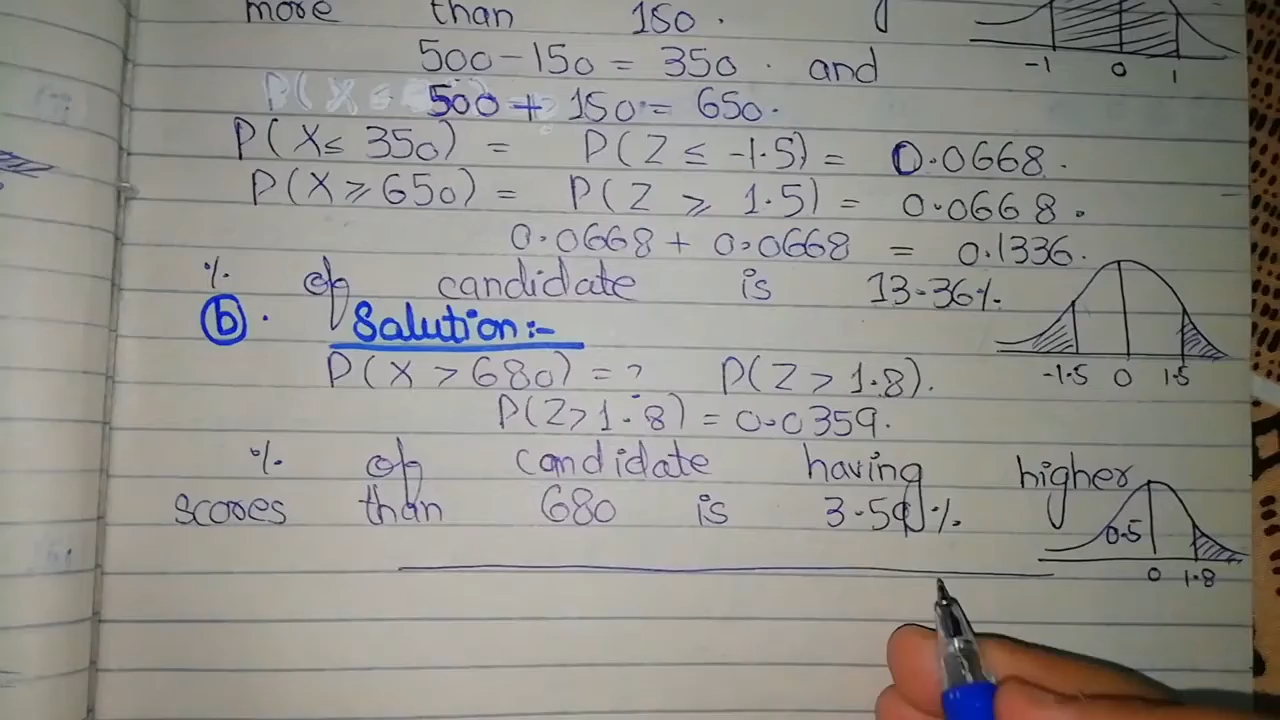 more than 150.
-1 0 1
500-150 = 350. and
500 + 150 = 650.
P(X≤ 350) = P(Z ≤ -1.5) = 0.0668.
P(X ≥ 650) = P(Z ≥ 1.5) = 0.0668.
0.0668 + 0.0668 = 0.1336.
% of candidate is 13.36%.
-1.5 0 1.5
(b). Salution:-
P(X > 680) = ? P(Z > 1.8).
P(Z> 1.8) = 0.0359.
% of candidate having higher
scores than 680 is 3.59%.
0.5
0 1.8